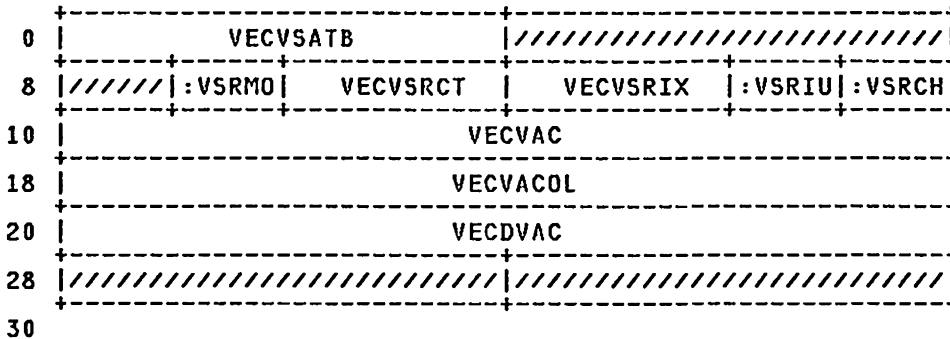 +-------------------------------+-------------------------------+
   0 |           VECVSATB            |///////////////////////////////|
     +-------+-------+---------------+---------------+-------+-------+
   8 |///////|:VSRMO|    VECVSRCT    |   VECVSRIX    |:VSRIU|:VSRCH
     +-------+-------+---------------+---------------+-------+-------+
  10 |                            VECVAC
     +---------------------------------------------------------------+
  18 |                           VECVACOL
     +---------------------------------------------------------------+
  20 |                            VECDVAC
     +-------------------------------+-------------------------------+
  28 |///////////////////////////////|///////////////////////////////
     +-------------------------------+-------------------------------+
  30